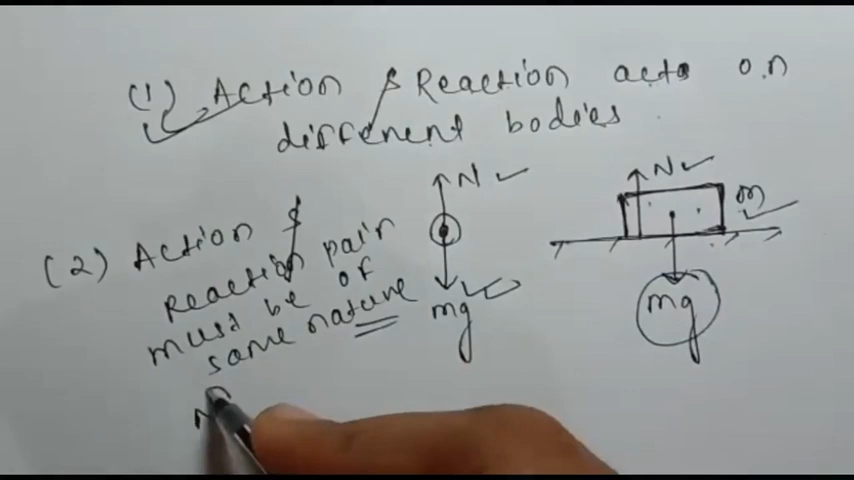 (1) Action & Reaction acts on
different bodies
(2) Action &
Reaction pair
must be of
same nature
N
mg
N
m
mg